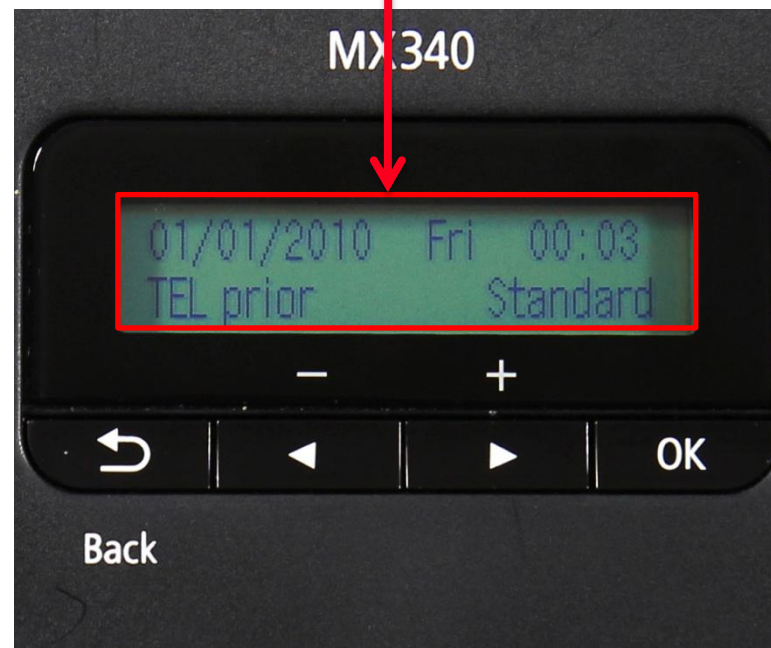 MX340
01/01/2010 Fri 00:03
TEL prior Standard
− +
OK
Back